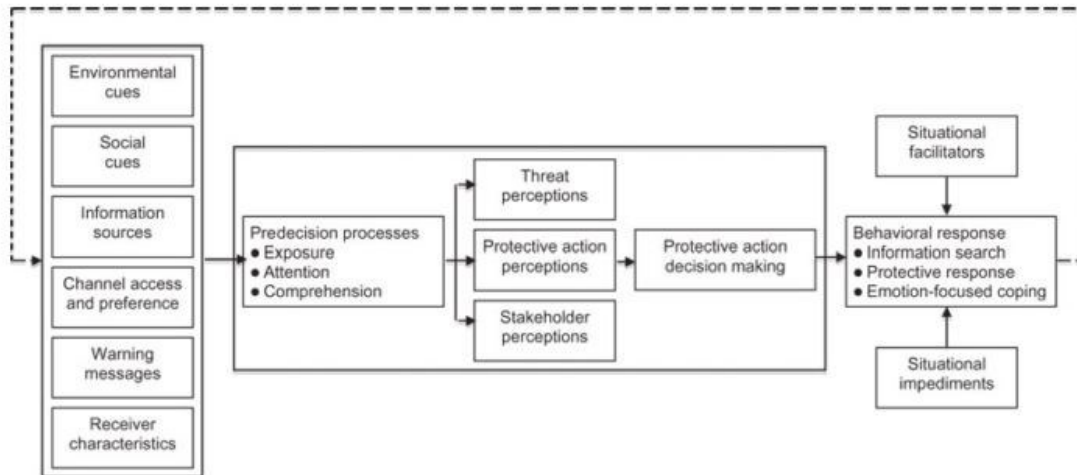 Environmental
cues
Social
cues
Information
sources
Channel access
and preference
Warning
messages
Receiver
characteristics
Predecision processes
● Exposure
● Attention
● Comprehension
Threat
perceptions
Protective action
perceptions
Stakeholder
perceptions
Protective action
decision making
Situational
facilitators
Behavioral response
● Information search
● Protective response
● Emotion-focused coping
Situational
impediments